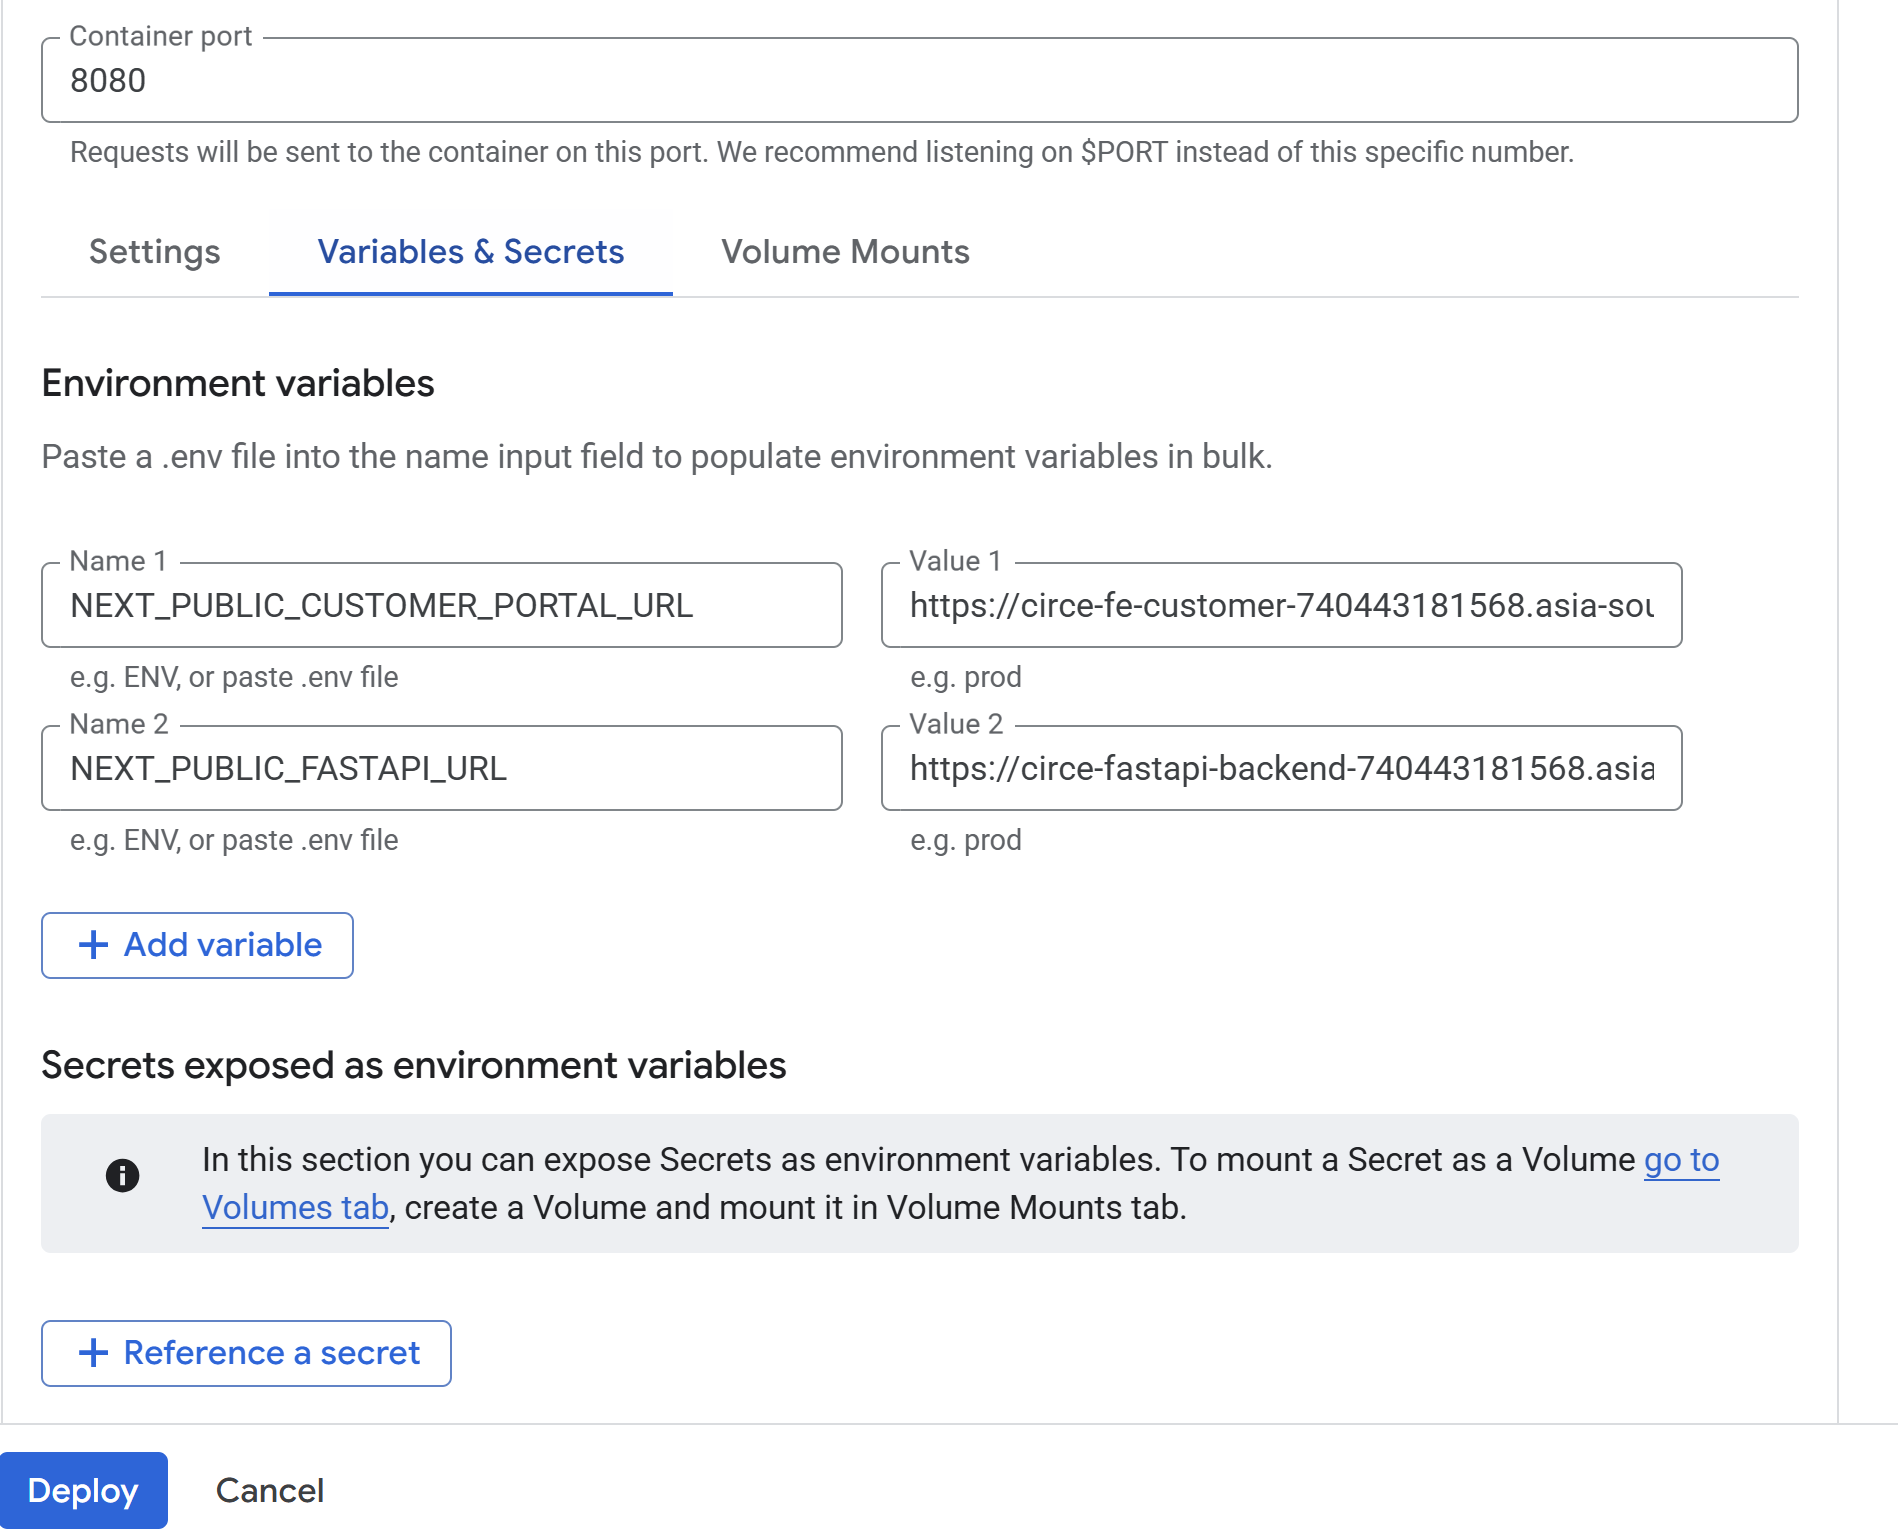 Container port
8080
Requests will be sent to the container on this port. We recommend listening on $PORT instead of this specific number.
Settings
Variables & Secrets
Volume Mounts
Environment variables
Paste a .env file into the name input field to populate environment variables in bulk.
Name 1
NEXT_PUBLIC_CUSTOMER_PORTAL_URL
e.g. ENV, or paste .env file
Value 1
https://circe-fe-customer-740443181568.asia-sou
e.g. prod
Name 2
NEXT_PUBLIC_FASTAPI_URL
e.g. ENV, or paste .env file
Value 2
https://circe-fastapi-backend-740443181568.asia
e.g. prod
Add variable
Secrets exposed as environment variables
In this section you can expose Secrets as environment variables. To mount a Secret as a Volume go to
Volumes tab, create a Volume and mount it in Volume Mounts tab.
Reference a secret
Deploy
Cancel